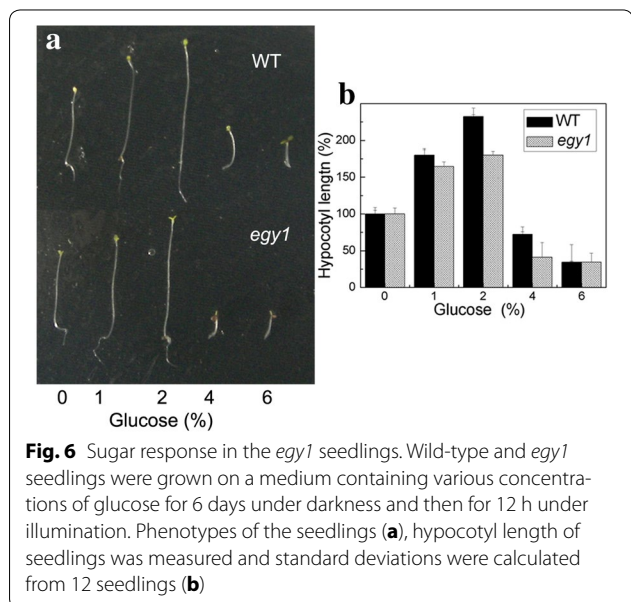 a
WT
egy1
0 1 2 4 6
Glucose (%)
b
WT
egy1
Hypocotyl lengtn (%)
200
150
100
50
0
0 1 2 4 6
Glucose (%)
Fig. 6 Sugar response in the egy1 seedlings. Wild-type and egy1
seedlings were grown on a medium containing various concentra-
tions of glucose for 6 days under darkness and then for 12 h under
illumination. Phenotypes of the seedlings (a), hypocotyl length of
seedlings was measured and standard deviations were calculated
from 12 seedlings (b)